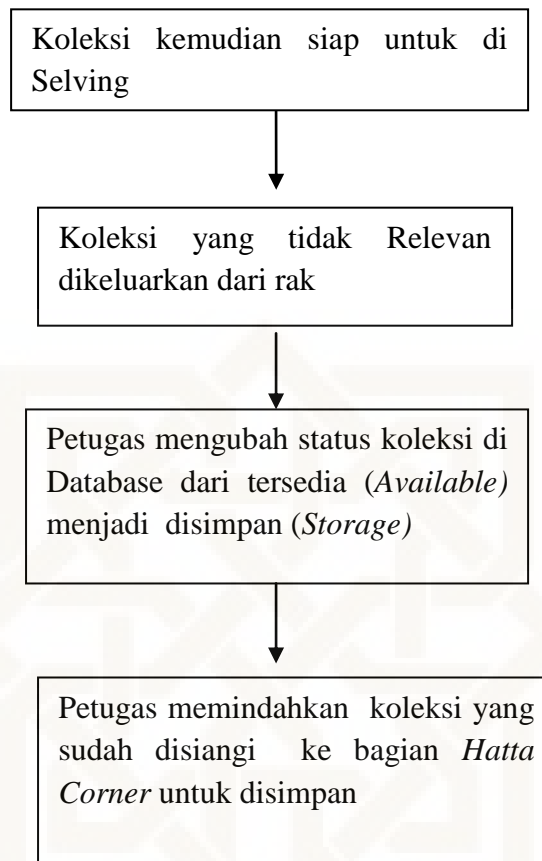 Koleksi kemudian siap untuk di
Selving
Koleksi yang tidak Relevan
dikeluarkan dari rak
Petugas mengubah status koleksi di
Database dari tersedia (Available)
menjadi disimpan (Storage)
Petugas memindahkan koleksi yang
sudah disiangi ke bagian Hatta
Corner untuk disimpan